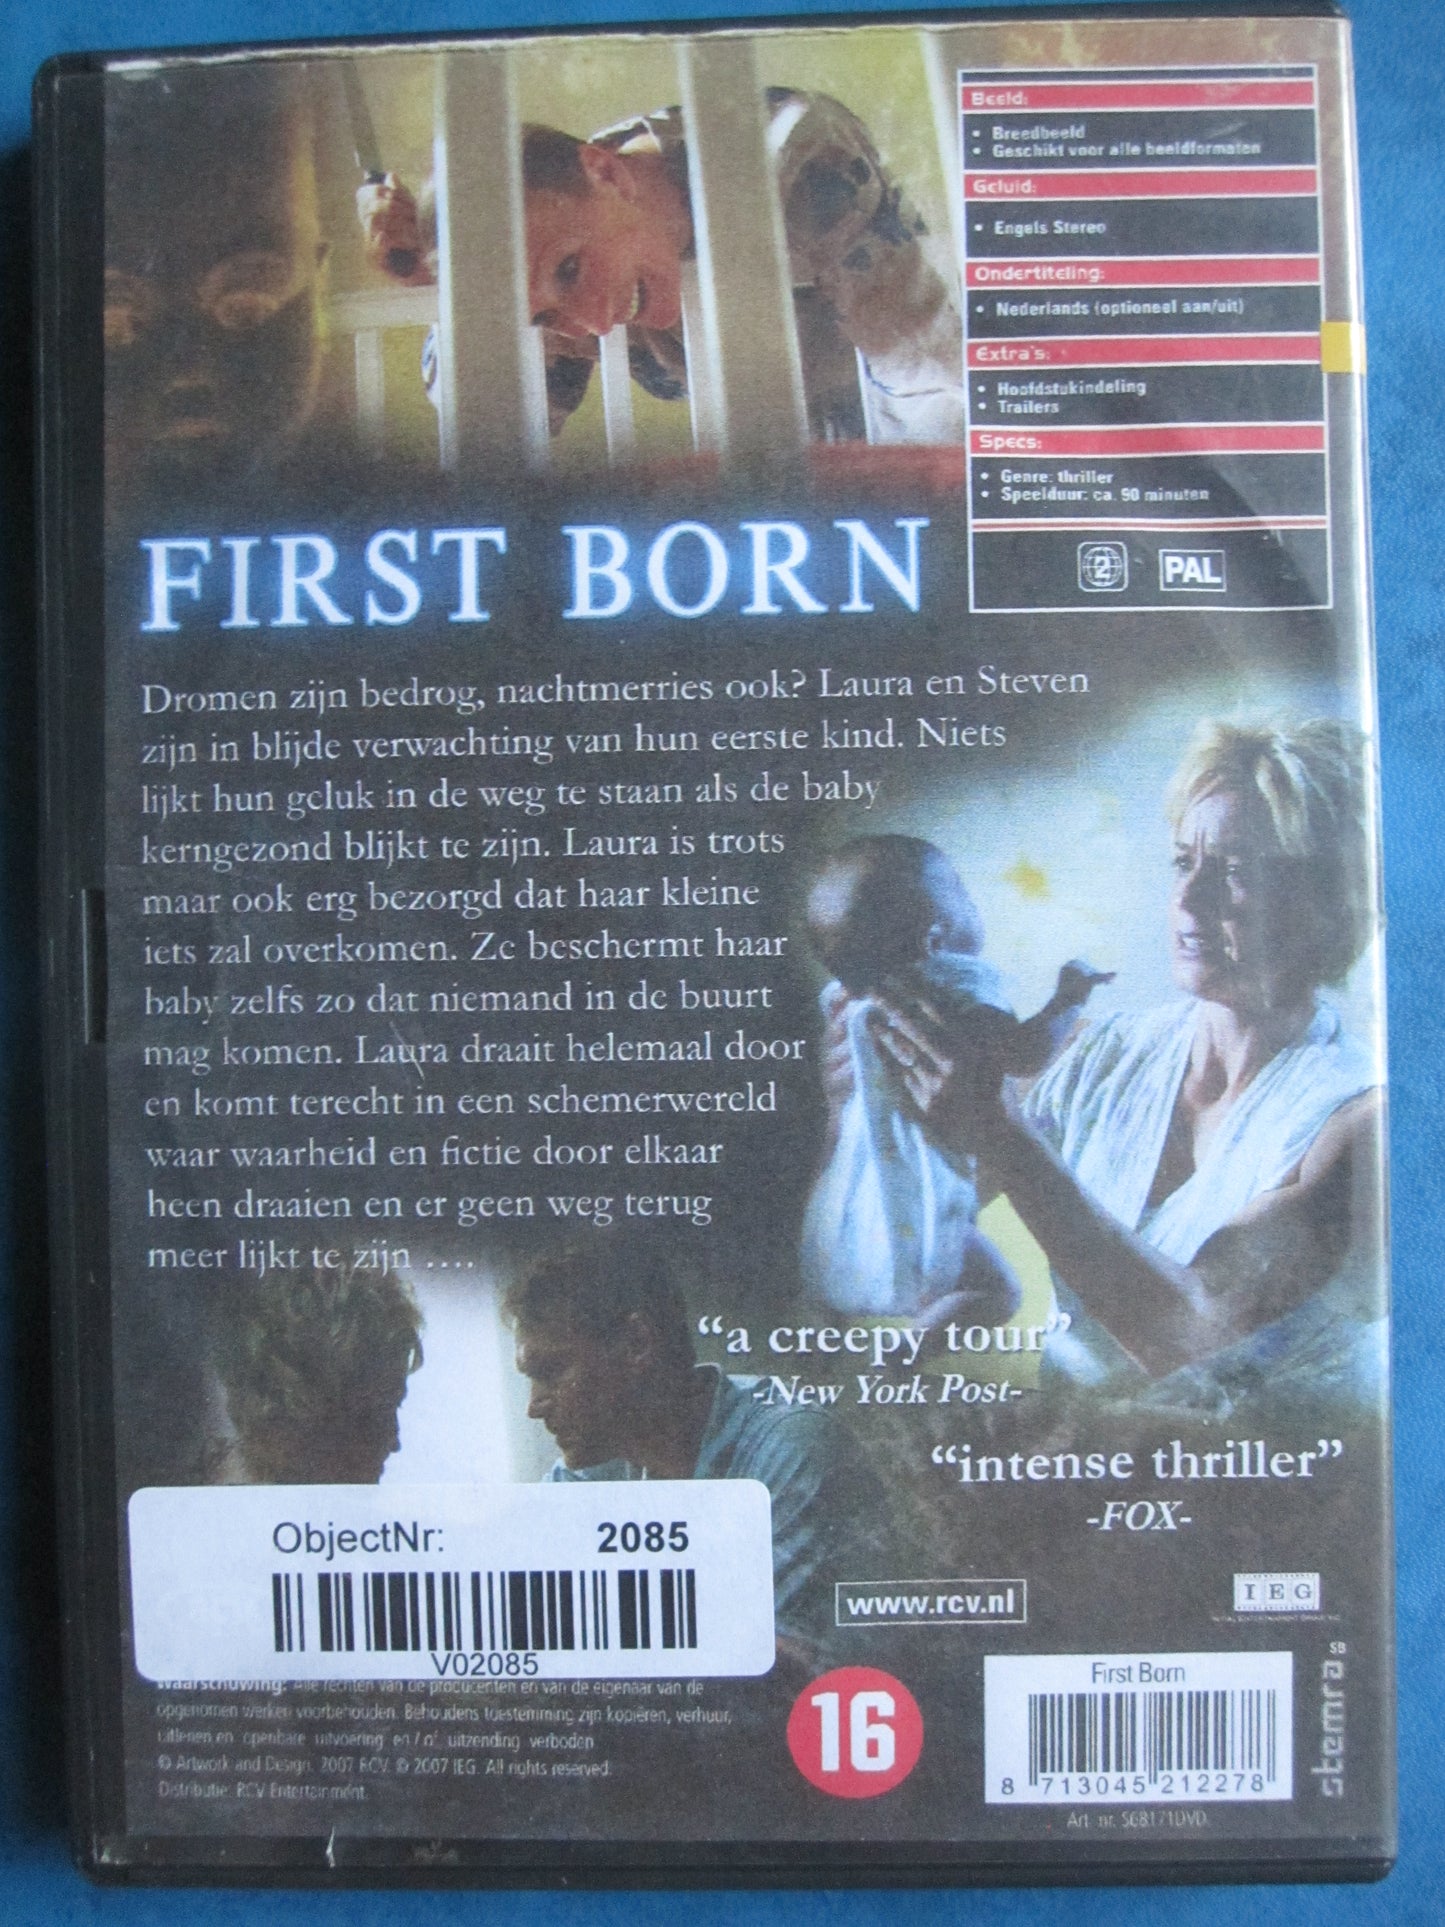 Beeld:
• Breedbeeld
• Geschikt voor alle beeldformaten
Geluid:
• Engels Stereo
Ondertiteling:
• Nederlands (optioneel aan/uit)
Extra's:
• Hoofdstukindeling
• Trailers
Specs:
• Genre: thriller
• Speelduur: ca. 90 minuten
2 PAL
FIRST BORN
Dromen zijn bedrog, nachtmerries ook? Laura en Steven
zijn in blijde verwachting van hun eerste kind. Niets
lijkt hun geluk in de weg te staan als de baby
kerngezond blijkt te zijn. Laura is trots
maar ook erg bezorgd dat haar kleine
iets zal overkomen. Ze beschermt haar
baby zelfs zo dat niemand in de buurt
mag komen. Laura draait helemaal door
en komt terecht in een schemerwereld
waar waarheid en fictie door elkaar
heen draaien en er geen weg terug
meer lijkt te zijn ....
“a creepy tour”
-New York Post-
“intense thriller”
-FOX-
ObjectNr: 2085
V02085
www.rcv.nl
IEG
Waarschuwing: Alle rechten van de producenten en van de eigenaar van de
opgenomen werken voorbehouden. Behoudens toestemming zijn kopiëren, verhuur,
uitlenen en openbare uitvoering en / of uitzending verboden
© Artwork and Design. 2007 RCV. © 2007 IEG. All rights reserved.
Distributie: RCV Entertainment.
16
First Born
8 713045 212278
Art. nr. S68171DVD
SB
stemra